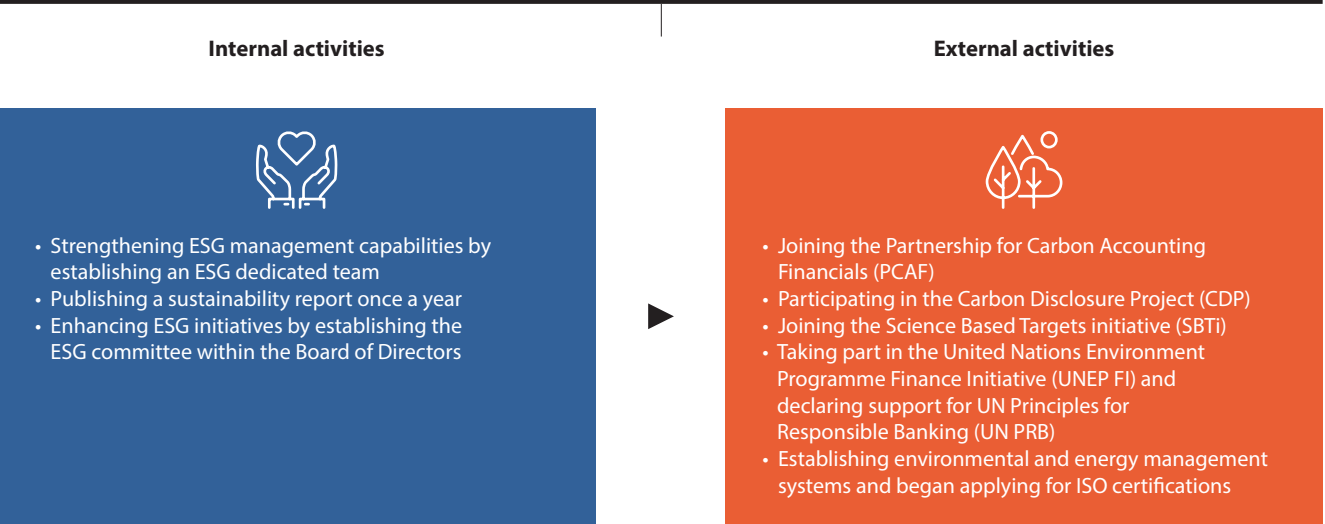 Internal activities
External activities
• Strengthening ESG management capabilities by
establishing an ESG dedicated team
• Publishing a sustainability report once a year
• Enhancing ESG initiatives by establishing the
ESG committee within the Board of Directors
• Joining the Partnership for Carbon Accounting
Financials (PCAF)
• Participating in the Carbon Disclosure Project (CDP)
• Joining the Science Based Targets initiative (SBTi)
• Taking part in the United Nations Environment
Programme Finance Initiative (UNEP FI) and
declaring support for UN Principles for
Responsible Banking (UN PRB)
• Establishing environmental and energy management
systems and began applying for ISO certifications